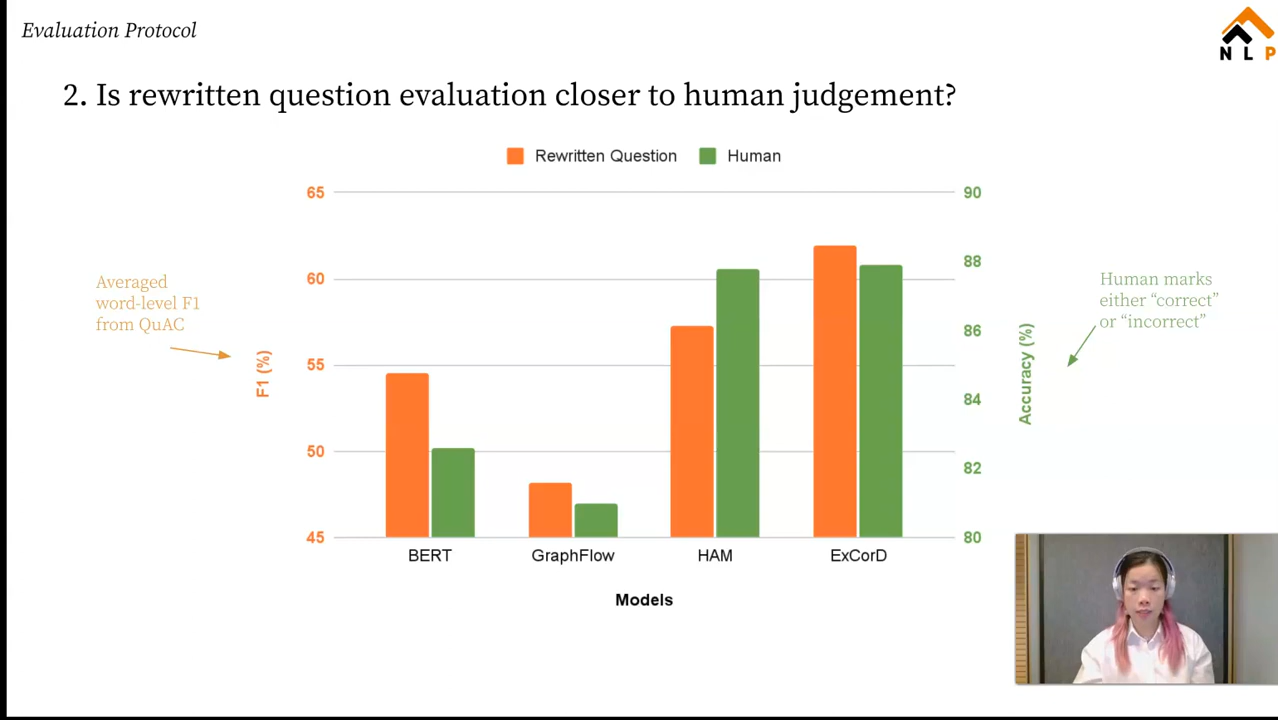 Evaluation Protocol
NLP
2. Is rewritten question evaluation closer to human judgement?
Rewritten Question
Human
65
60
55
50
45
90
88
86
84
82
80
Averaged
word-level F1
from QuAC
F1 (%)
Human marks
either “correct”
or “incorrect”
Accuracy (%)
BERT
GraphFlow
HAM
ExCorD
Models